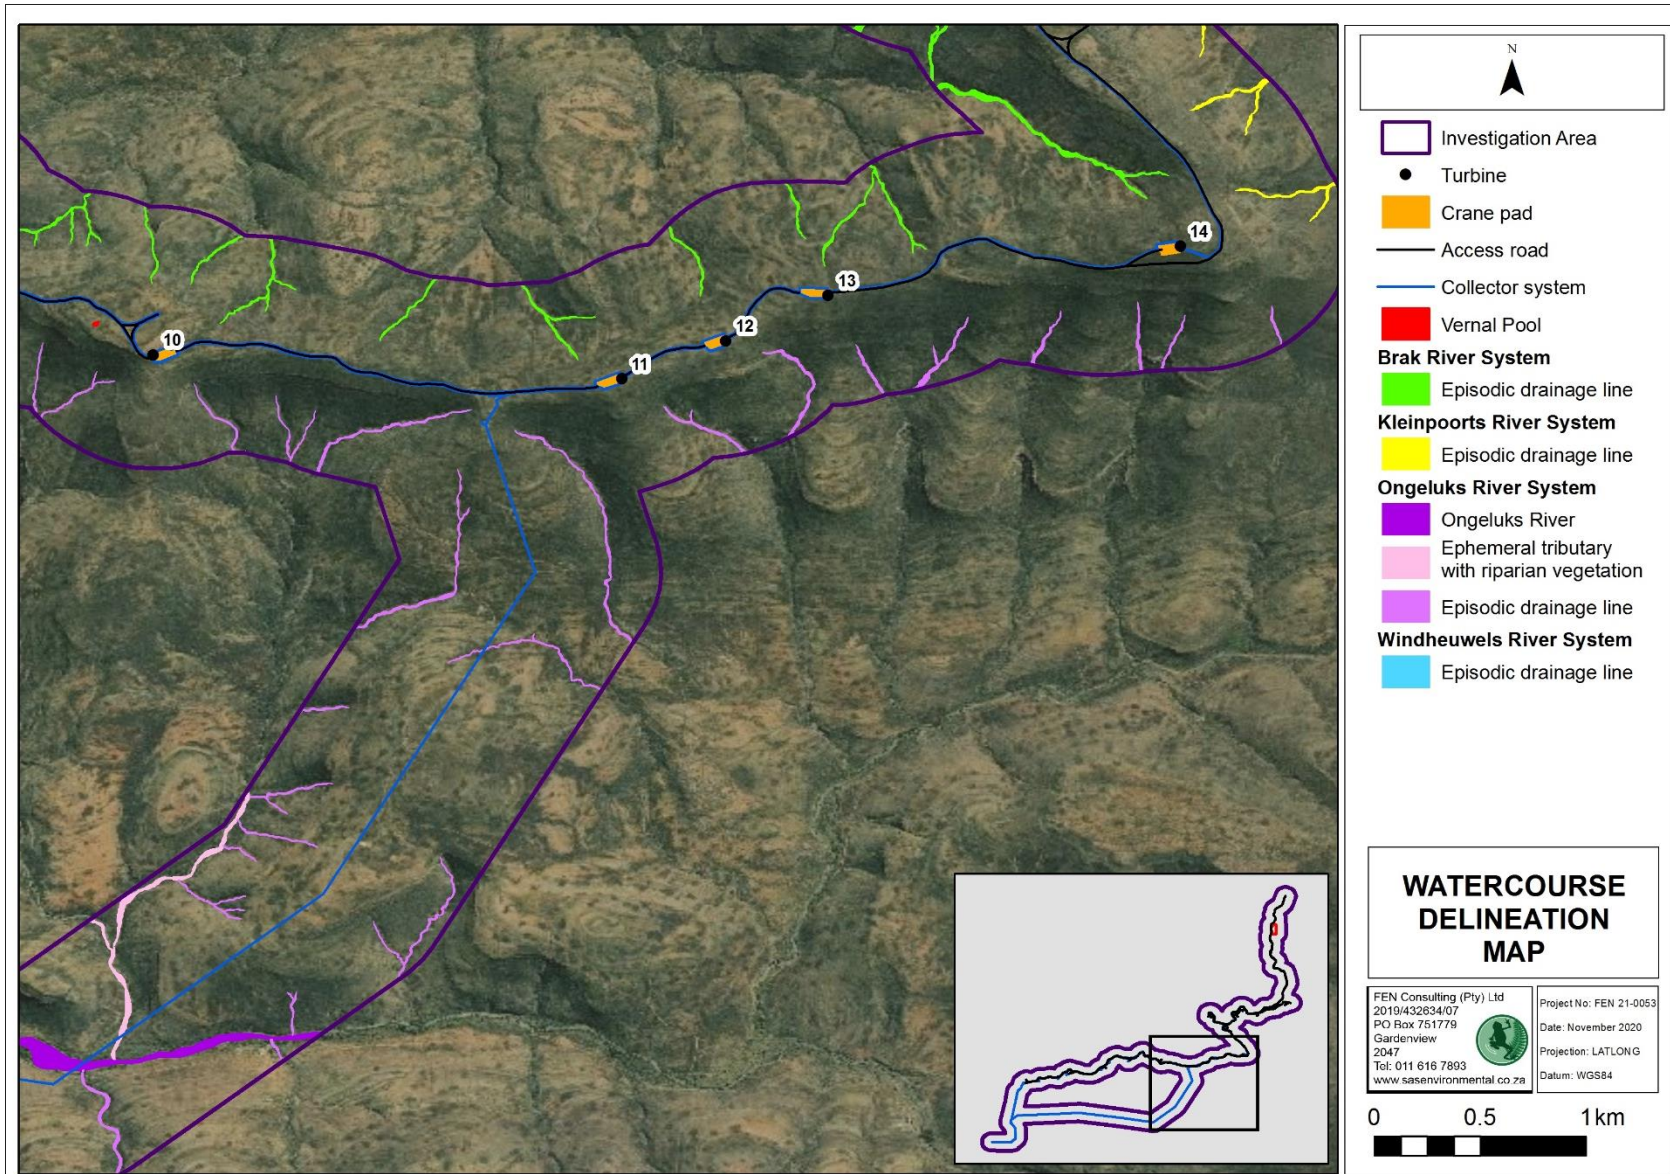 10
11
12
13
14
N
Investigation Area
Turbine
Crane pad
Access road
Collector system
Vernal Pool
Brak River System
Episodic drainage line
Kleinpoorts River System
Episodic drainage line
Ongeluks River System
Ongeluks River
Ephemeral tributary
with riparian vegetation
Episodic drainage line
Windheuwels River System
Episodic drainage line
WATERCOURSE
DELINEATION
MAP
FEN Consulting (Pty) Ltd
2019/432634/07
PO Box 751779
Gardenview
2047
Tel: 011 616 7893
www.sasenvironmental.co.za
Project No: FEN 21-0053
Date: November 2020
Projection: LATLONG
Datum: WGS84
0 0.5 1km